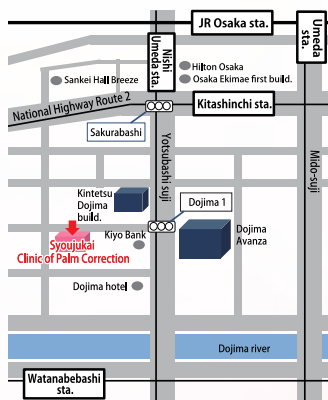 JR Osaka sta.
Nishi
Umeda sta.
Umeda
sta.
Hilton Osaka
Sankei Hall Breeze
Osaka Ekimae first build.
National Highway Route 2
Kitashinchi sta.
Sakurabashi
Yotsubashi suji
Mido-suji
Kintetsu
Dojima
build.
Dojima 1
Kiyo Bank
Dojima
Avanza
Syoujukai
Clinic of Palm Correction
Dojima hotel
Dojima river
Watanabebashi
sta.